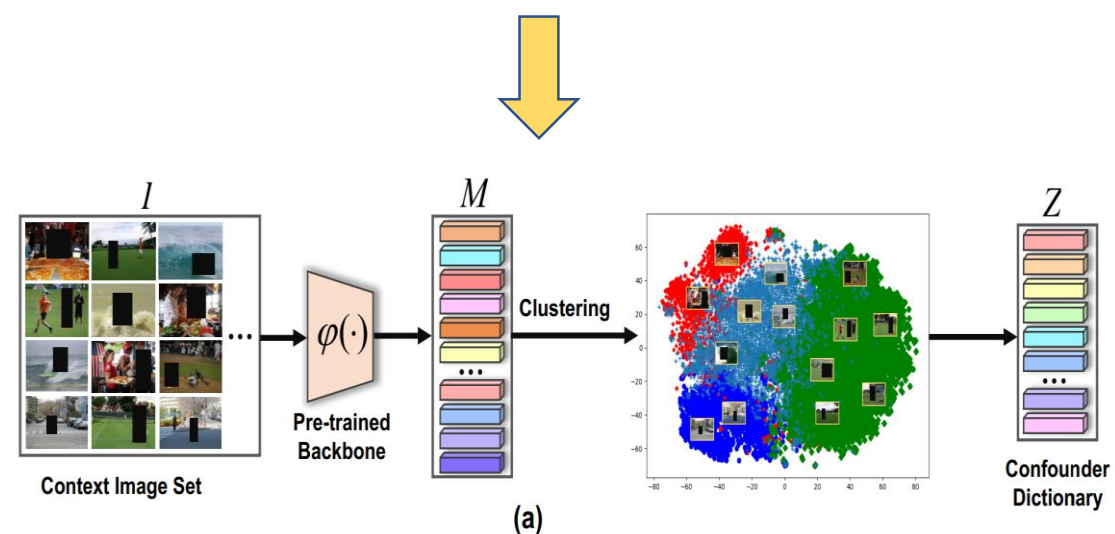 I
M
Z
...
φ(·)
Clustering
...
...
Pre-trained
Backbone
Context Image Set
Confounder
Dictionary
60
40
20
0
−20
−40
−60
−80 −60 −40 −20 0 20 40 60 80
(a)